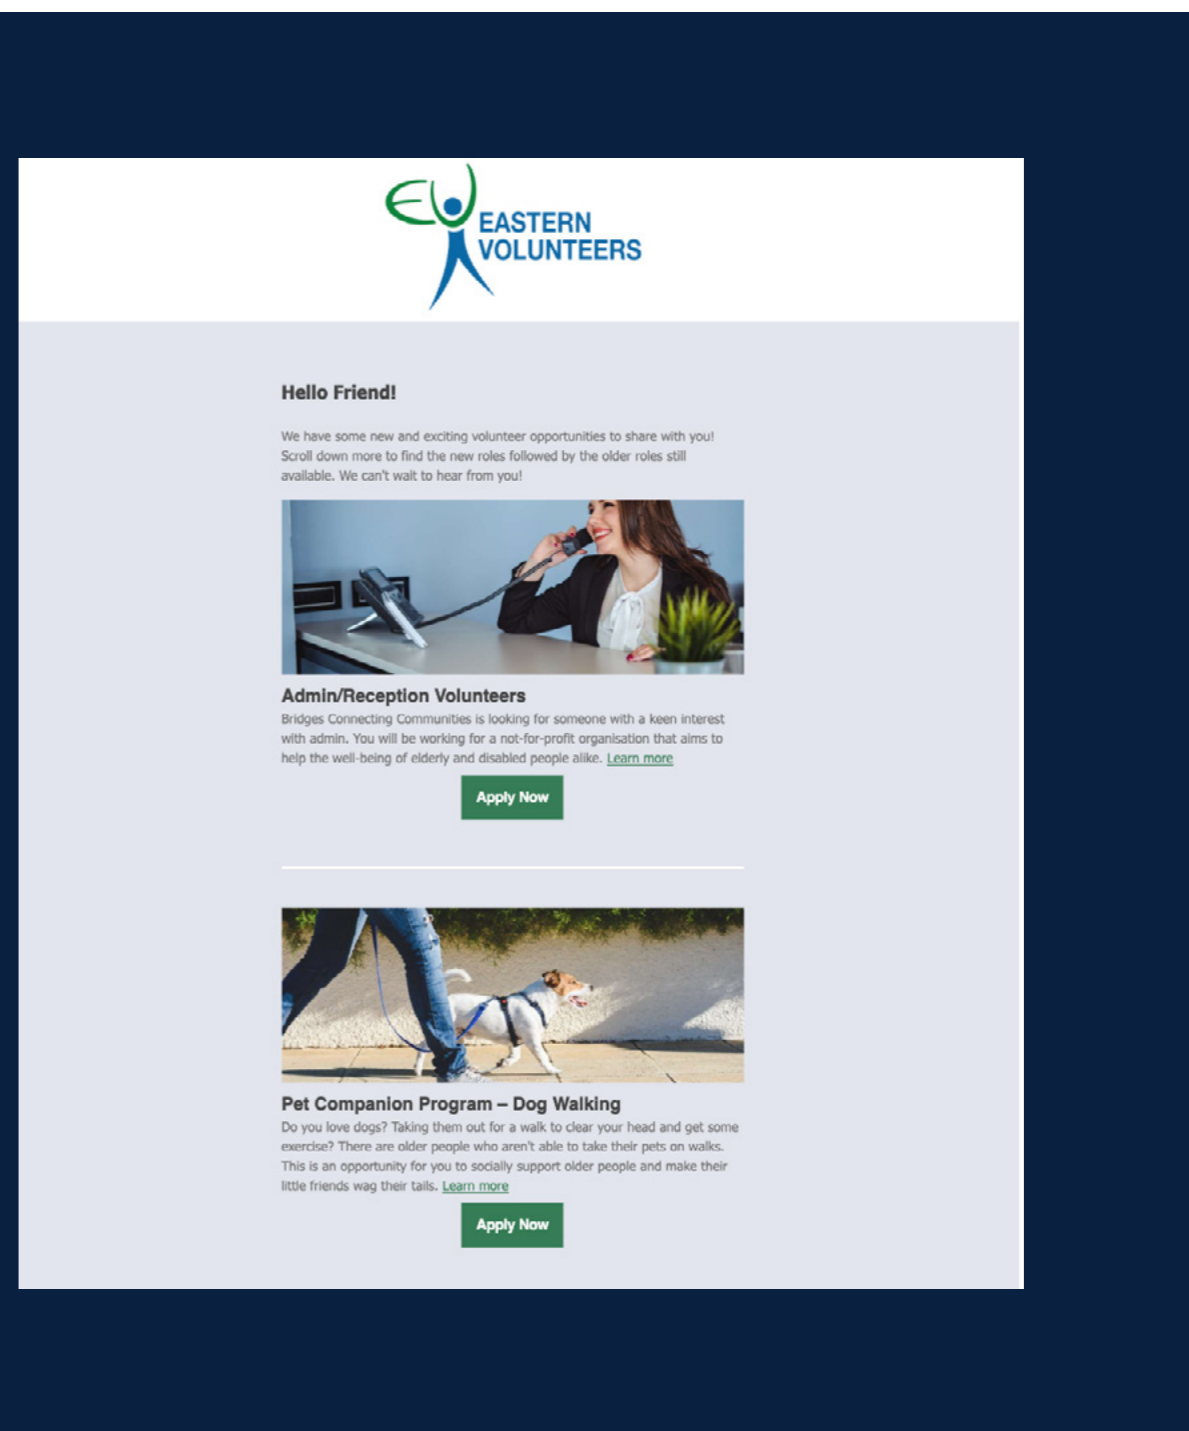 EASTERN
VOLUNTEERS
Hello Friend!
We have some new and exciting volunteer opportunities to share with you!
Scroll down more to find the new roles followed by the older roles still
available. We can't wait to hear from you!
Admin/Reception Volunteers
Bridges Connecting Communities is looking for someone with a keen interest
with admin. You will be working for a not-for-profit organisation that aims to
help the well-being of elderly and disabled people alike. Learn more
Apply Now
Pet Companion Program – Dog Walking
Do you love dogs? Taking them out for a walk to clear your head and get some
exercise? There are older people who aren't able to take their pets on walks.
This is an opportunity for you to socially support older people and make their
little friends wag their tails. Learn more
Apply Now